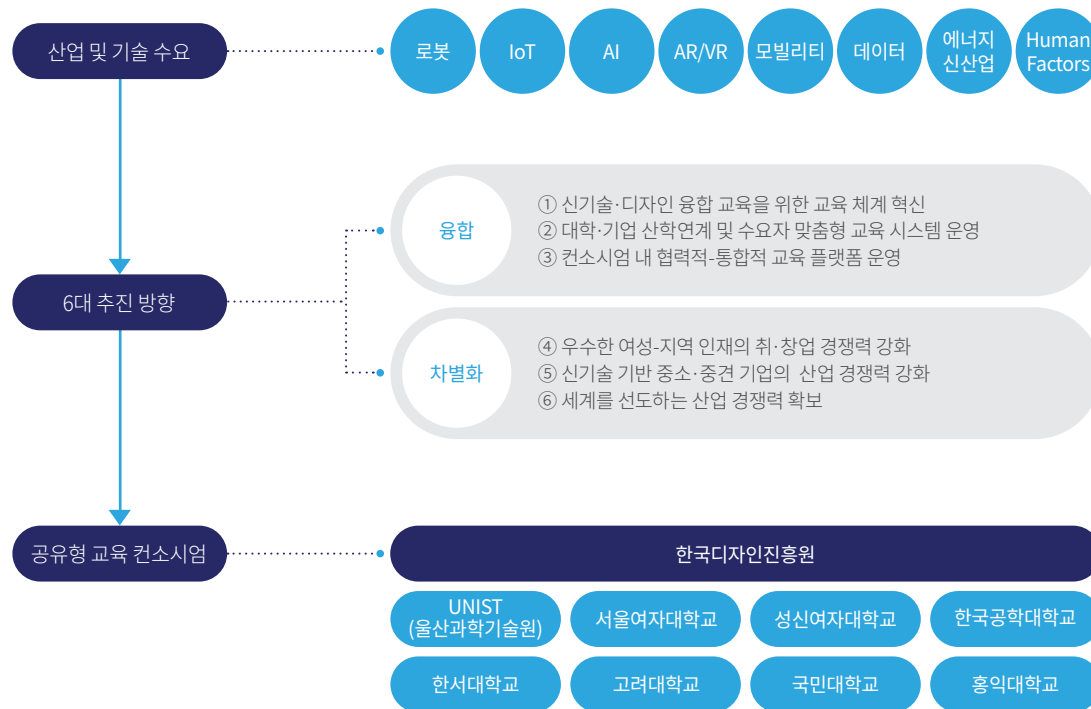 산업 및 기술 수요
로봇
IoT
AI
AR/VR
모빌리티
데이터
에너지
신산업
Human
Factors
6대 추진 방향
융합
① 신기술·디자인 융합 교육을 위한 교육 체계 혁신
② 대학·기업 산학연계 및 수요자 맞춤형 교육 시스템 운영
③ 컨소시엄 내 협력적-통합적 교육 플랫폼 운영
차별화
④ 우수한 여성-지역 인재의 취·창업 경쟁력 강화
⑤ 신기술 기반 중소·중견 기업의 산업 경쟁력 강화
⑥ 세계를 선도하는 산업 경쟁력 확보
공유형 교육 컨소시엄
한국디자인진흥원
UNIST
(울산과학기술원)
서울여자대학교
성신여자대학교
한국공학대학교
한서대학교
고려대학교
국민대학교
홍익대학교